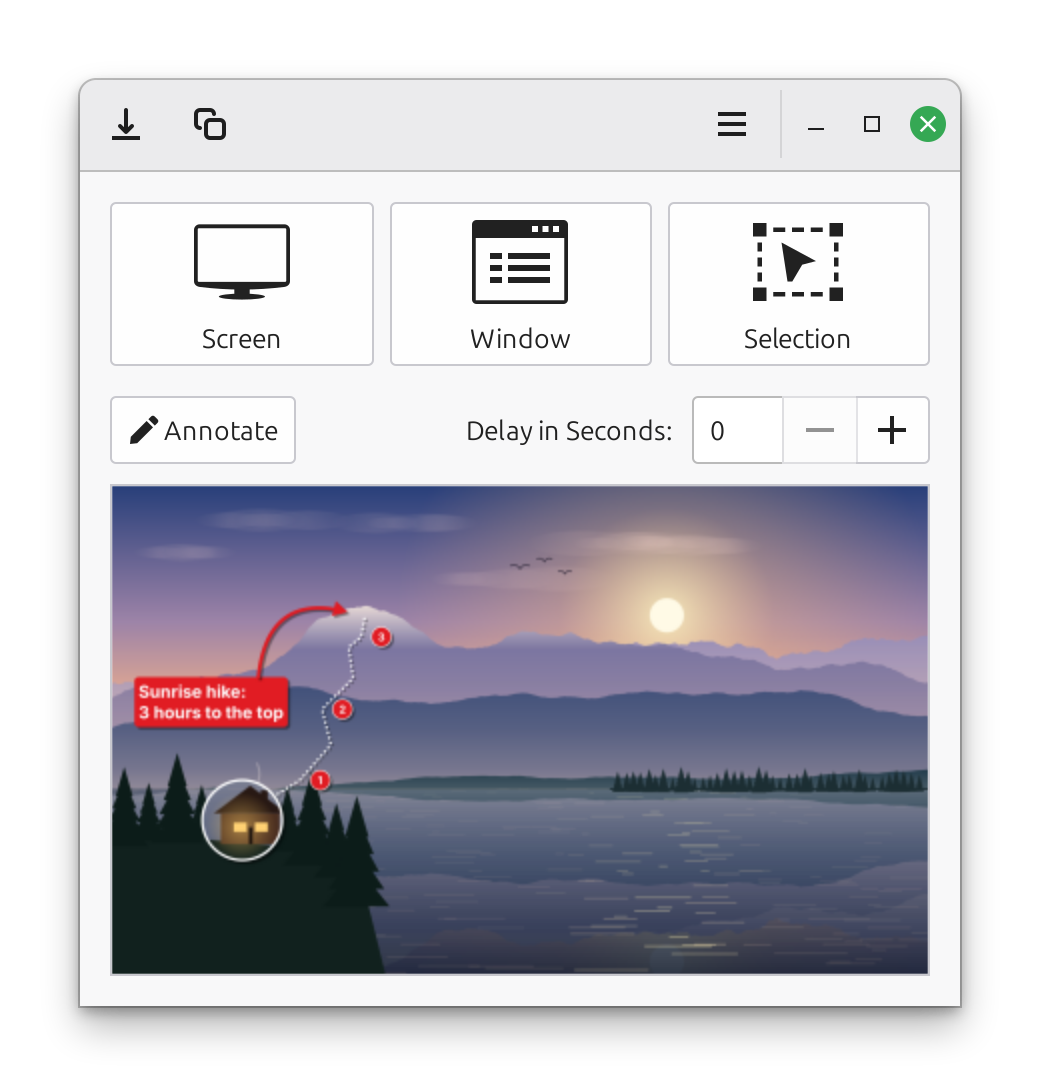 Screen
Window
Selection
Annotate
Delay in Seconds:
0
3
Sunrise hike:
3 hours to the top
2
1